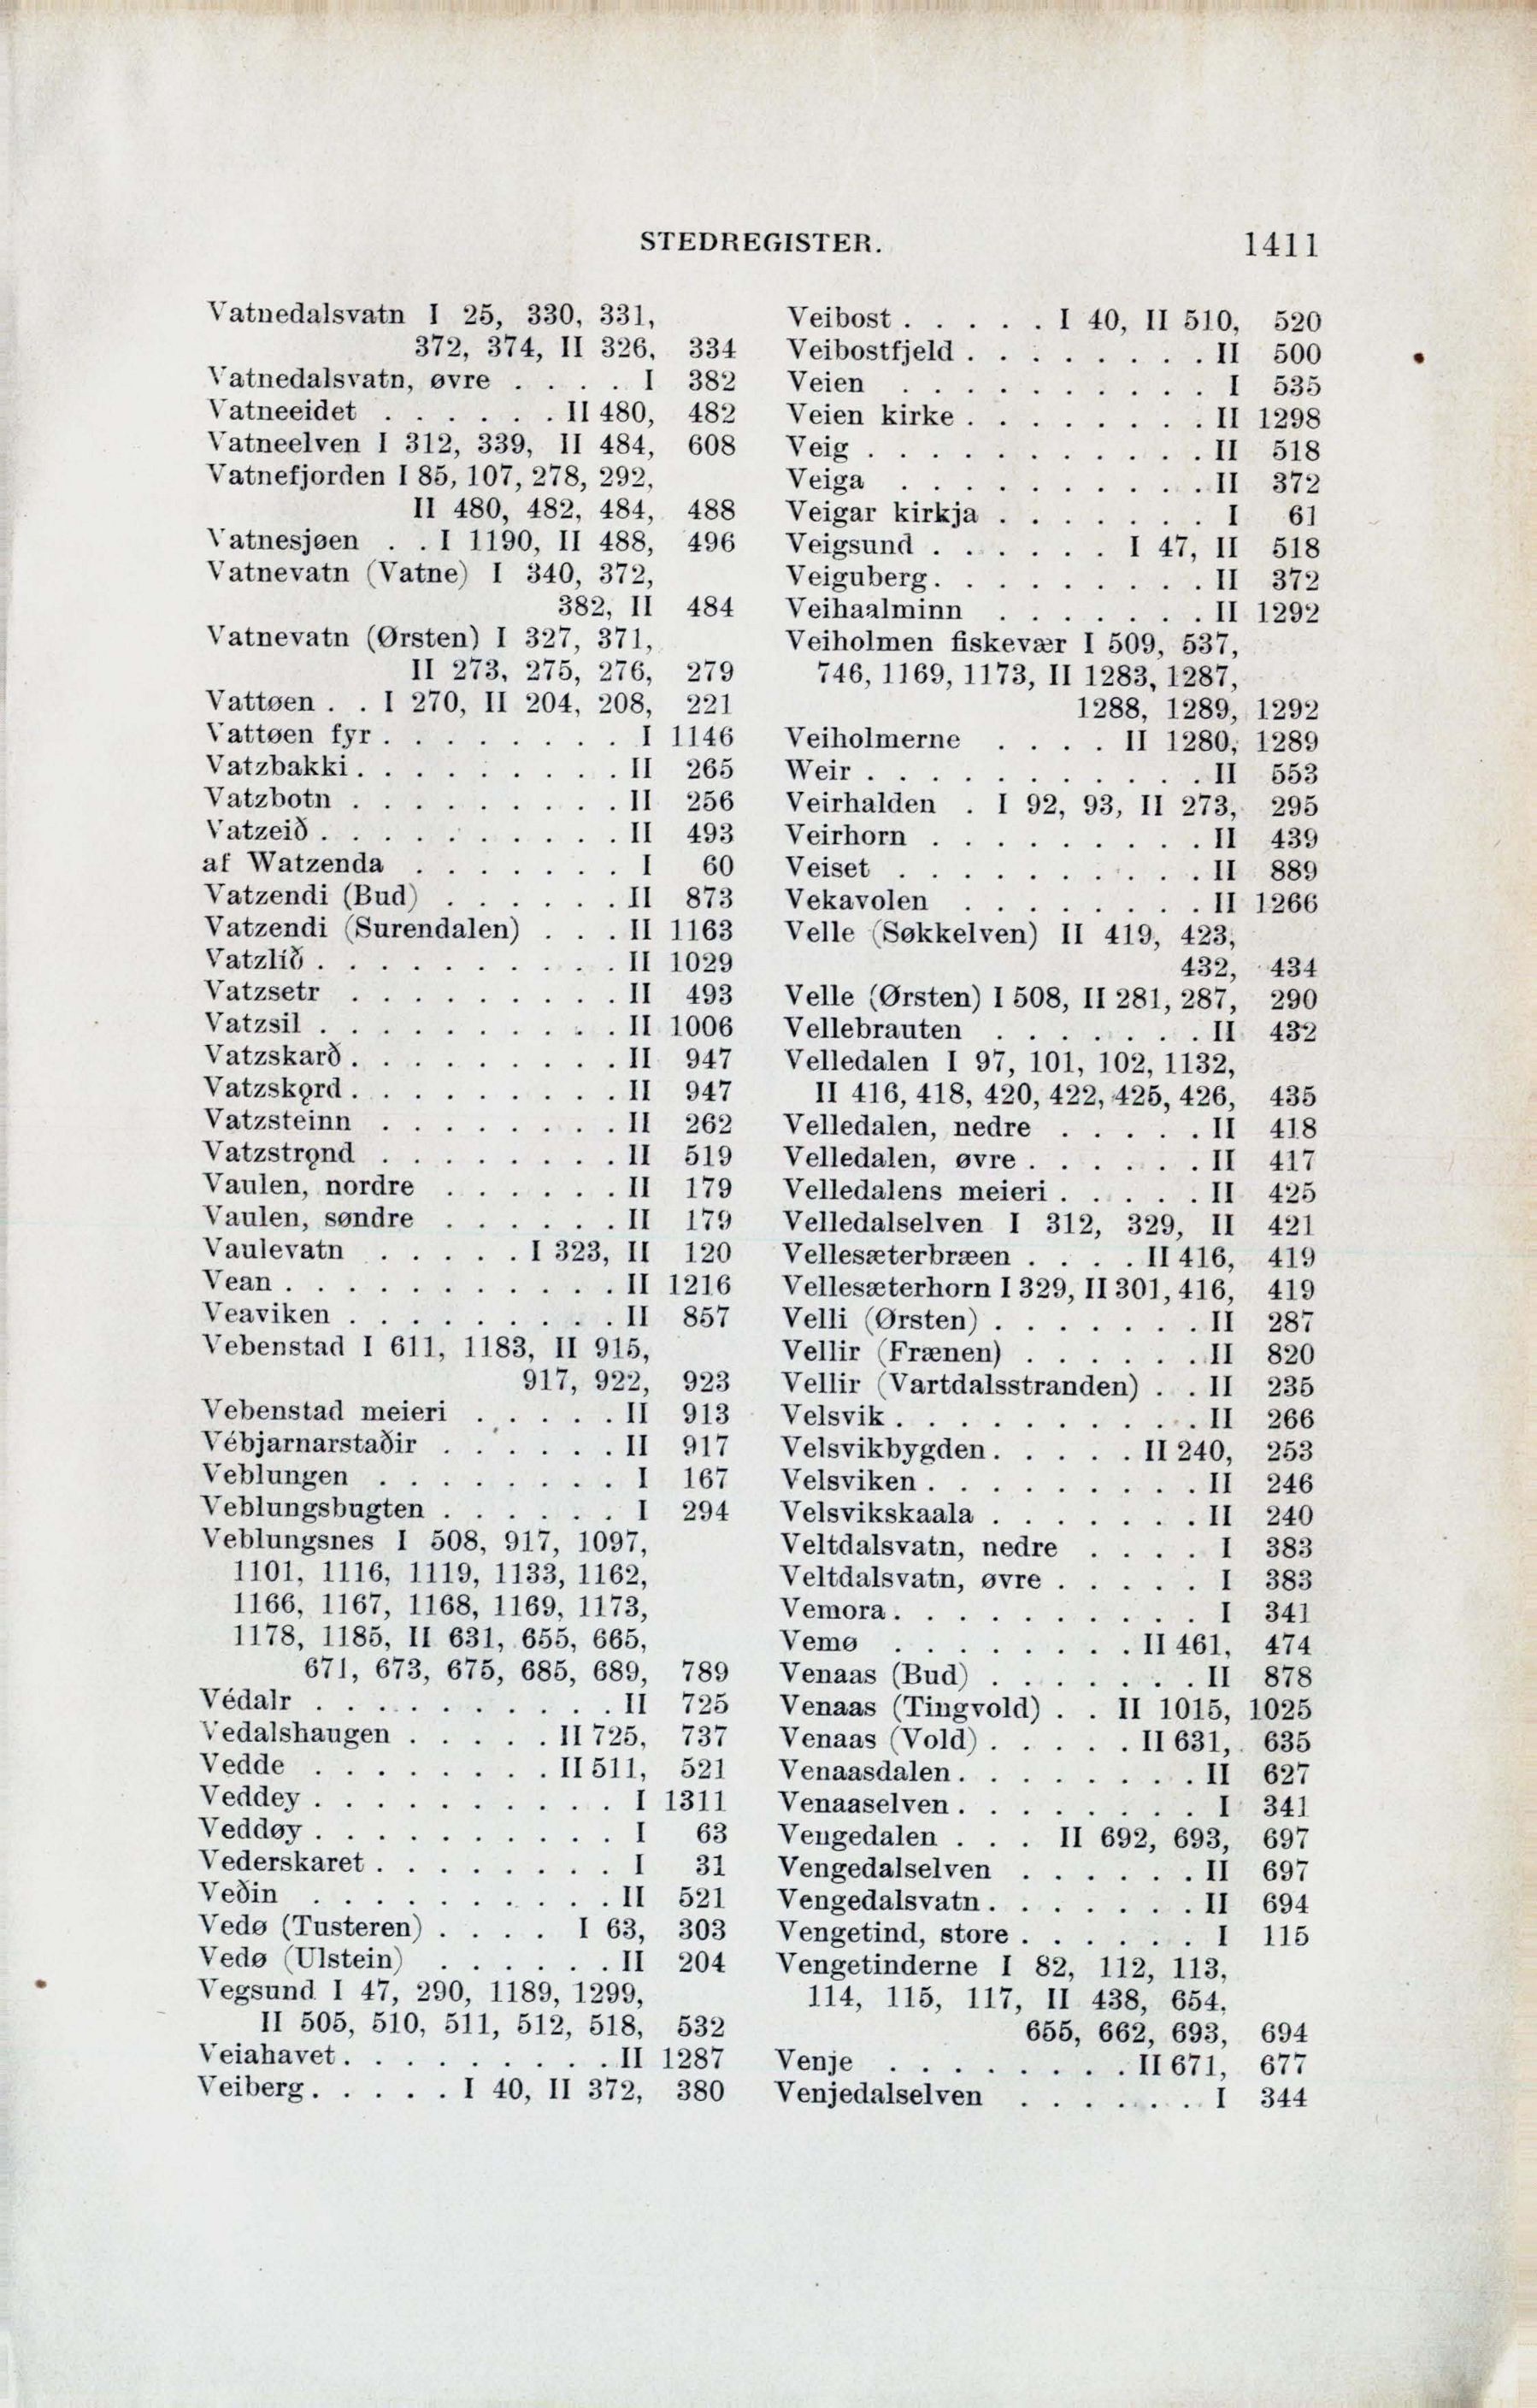 STEDREGISTER. 1411
Vatnedalsvatn I 25, 330, 331,
372, 374, II 326, 334
Vatnedalsvatn, øvre . . . . I 382
Vatneeidet . . . . . . II 480, 482
Vatneelven I 312, 339, II 484, 608
Vatnefjorden I 85, 107, 278, 292,
II 480, 482, 484, 488
Vatnesjøen . . I 1190, II 488, 496
Vatnevatn (Vatne) I 340, 372,
382, II 484
Vatnevatn (Ørsten) I 327, 371,
II 273, 275, 276, 279
Vattøen . . I 270, II 204, 208, 221
Vattøen fyr . . . . . . . . I 1146
Vatzbakki . . . . . . . . . II 265
Vatzbotn . . . . . . . . . II 256
Vatzeið . . . . . . . . . . II 493
af Watzenda . . . . . . . I 60
Vatzendi (Bud) . . . . . . II 873
Vatzendi (Surendalen) . . . II 1163
Vatzlið . . . . . . . . . . II 1029
Vatzsetr . . . . . . . . . II 493
Vatzsil . . . . . . . . . . II 1006
Vatzskarð . . . . . . . . . II 947
Vatzskǫrd . . . . . . . . . II 947
Vatzsteinn . . . . . . . . II 262
Vatzstrǫnd . . . . . . . . II 519
Vaulen, nordre . . . . . . II 179
Vaulen, søndre . . . . . . II 179
Vaulevatn . . . . . I 323, II 120
Vean . . . . . . . . . . . II 1216
Veaviken . . . . . . . . . II 857
Vebenstad I 611, 1183, II 915,
917, 922, 923
Vebenstad meieri . . . . . II 913
Vébjarnarstaðir . . . . . . II 917
Veblungen . . . . . . . . I 167
Veblungsbugten . . . . . . I 294
Veblungsnes I 508, 917, 1097,
1101, 1116, 1119, 1133, 1162,
1166, 1167, 1168, 1169, 1173,
1178, 1185, II 631, 655, 665,
671, 673, 675, 685, 689, 789
Védalr . . . . . . . . . . II 725
Vedalshaugen . . . . . II 725, 737
Vedde . . . . . . . . II 511, 521
Veddey . . . . . . . . . . I 1311
Veddøy . . . . . . . . . . I 63
Vederskaret . . . . . . . . I 31
Veðin . . . . . . . . . . II 521
Vedø (Tusteren) . . . . I 63, 303
Vedø (Ulstein) . . . . . . II 204
Vegsund I 47, 290, 1189, 1299,
II 505, 510, 511, 512, 518, 532
Veiahavet . . . . . . . . . II 1287
Veiberg . . . . . I 40, II 372, 380
Veibost . . . . . I 40, II 510, 520
Veibostfjeld . . . . . . . . II 500
Veien . . . . . . . . . . I 535
Veien kirke . . . . . . . . II 1298
Veig . . . . . . . . . . . II 518
Veiga . . . . . . . . . . II 372
Veigar kirkja . . . . . . . I 61
Veigsund . . . . . . I 47, II 518
Veiguberg . . . . . . . . . II 372
Veihaalminn . . . . . . . II 1292
Veiholmen fiskevær I 509, 537,
746, 1169, 1173, II 1283, 1287,
1288, 1289, 1292
Veiholmerne . . . . II 1280, 1289
Weir . . . . . . . . . . . II 553
Veirhalden . I 92, 93, II 273, 295
Veirhorn . . . . . . . . . II 439
Veiset . . . . . . . . . . II 889
Vekavolen . . . . . . . . II 1266
Velle (Søkkelven) II 419, 423,
432, 434
Velle (Ørsten) I 508, II 281, 287, 290
Vellebrauten . . . . . . . II 432
Velledalen I 97, 101, 102, 1132,
II 416, 418, 420, 422, 425, 426, 435
Velledalen, nedre . . . . . II 418
Velledalen, øvre . . . . . . II 417
Velledalens meieri . . . . . II 425
Velledalselven I 312, 329, II 421
Vellesæterbræen . . . . II 416, 419
Vellesæterhorn I 329, II 301, 416, 419
Velli (Ørsten) . . . . . . . II 287
Vellir (Frænen) . . . . . . II 820
Vellir (Vartdalsstranden) . . II 235
Velsvik . . . . . . . . . . II 266
Velsvikbygden . . . . . II 240, 253
Velsviken . . . . . . . . . II 246
Velsvikskaala . . . . . . . II 240
Veltdalsvatn, nedre . . . . I 383
Veltdalsvatn, øvre . . . . . I 383
Vemora . . . . . . . . . . I 341
Vemø . . . . . . . . II 461, 474
Venaas (Bud) . . . . . . . II 878
Venaas (Tingvold) . . II 1015, 1025
Venaas (Vold) . . . . . II 631, 635
Venaasdalen . . . . . . . . II 627
Venaaselven . . . . . . . . I 341
Vengedalen . . . II 692, 693, 697
Vengedalselven . . . . . . II 697
Vengedalsvatn . . . . . . . II 694
Vengetind, store . . . . . . I 115
Vengetinderne I 82, 112, 113,
114, 115, 117, II 438, 654,
655, 662, 693, 694
Venje . . . . . . . . II 671, 677
Venjedalselven . . . . . . . I 344